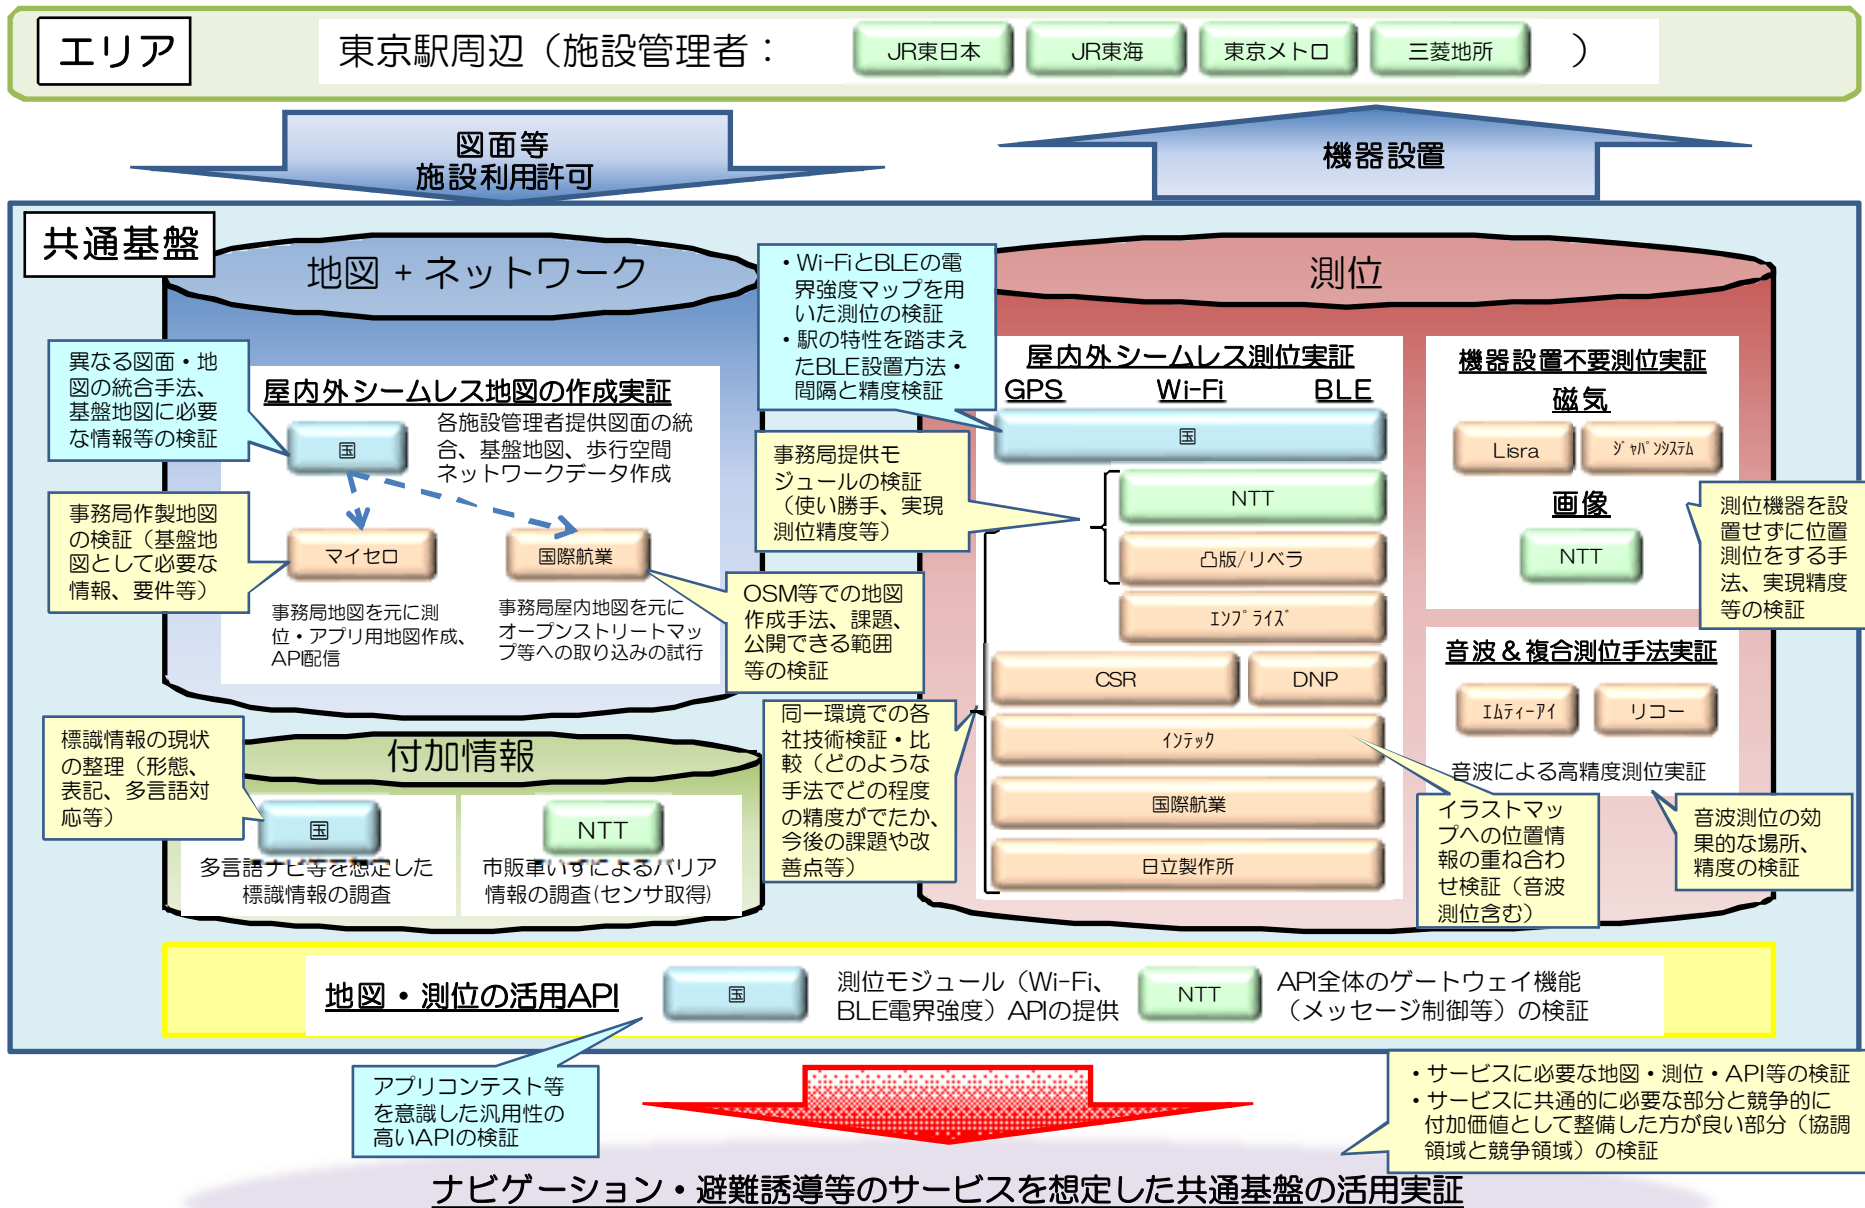 エリア
東京駅周辺（施設管理者：
JR東日本
JR東海
東京メトロ
三菱地所
）
図面等
施設利用許可
機器設置
共通基盤
地図 + ネットワーク
異なる図面・地
図の統合手法、
基盤地図に必要
な情報等の検証
屋内外シームレス地図の作成実証
国
各施設管理者提供図面の統
合、基盤地図、歩行空間
ネットワークデータ作成
事務局作製地図
の検証（基盤地
図として必要な
情報、要件等）
マイセロ
国際航業
事務局地図を元に測
位・アプリ用地図作成、
API配信
事務局屋内地図を元に
オープンストリートマッ
プ等への取り込みの試行
OSM等での地図
作成手法、課題、
公開できる範囲
等の検証
付加情報
標識情報の現状
の整理（形態、
表記、多言語対
応等）
国
多言語ナビ等を想定した
標識情報の調査
NTT
市販車いすによるバリア
情報の調査(センサ取得)
測位
・Wi-FiとBLEの電
界強度マップを用
いた測位の検証
・駅の特性を踏まえ
たBLE設置方法・
間隔と精度検証
屋内外シームレス測位実証
GPS Wi-Fi BLE
国
事務局提供モ
ジュールの検証
（使い勝手、実現
測位精度等）
NTT
凸版/リベラ
ｴﾝﾌﾟﾗｲｽﾞ
CSR
DNP
ｲﾝﾃｯｸ
国際航業
日立製作所
同一環境での各
社技術検証・比
較（どのような
手法でどの程度
の精度がでたか、
今後の課題や改
善点等）
機器設置不要測位実証
磁気
Lisra
ｼﾞｬﾊﾟﾝｼｽﾃﾑ
画像
NTT
測位機器を設
置せずに位置
測位をする手
法、実現精度
等の検証
音波＆複合測位手法実証
ｴﾑﾃｨｰｱｲ
リコー
音波による高精度測位実証
イラストマッ
プへの位置情
報の重ね合わ
せ検証（音波
測位含む）
音波測位の効
果的な場所、
精度の検証
地図・測位の活用API
国
測位モジュール（Wi-Fi、
BLE電界強度）APIの提供
NTT
API全体のゲートウェイ機能
（メッセージ制御等）の検証
アプリコンテスト等
を意識した汎用性の
高いAPIの検証
・サービスに必要な地図・測位・API等の検証
・サービスに共通的に必要な部分と競争的に
付加価値として整備した方が良い部分（協調
領域と競争領域）の検証
ナビゲーション・避難誘導等のサービスを想定した共通基盤の活用実証